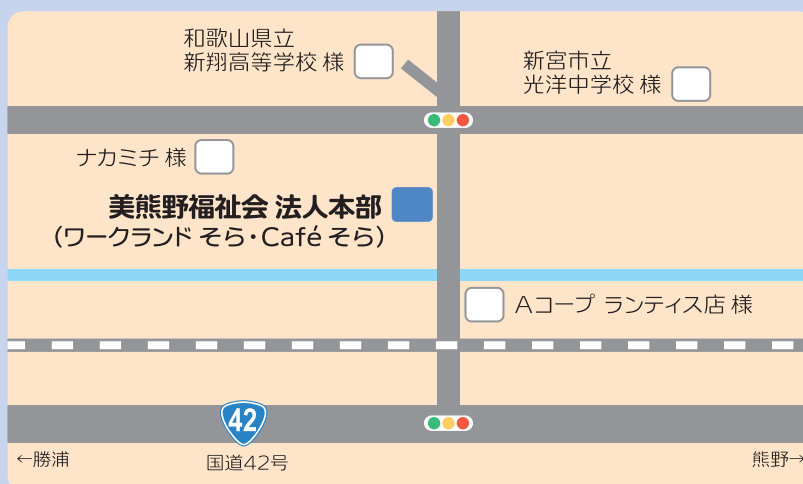 和歌山県立
新翔高等学校 様
新宮市立
光洋中学校 様
ナカミチ 様
美熊野福祉会 法人本部
（ワークランド そら・Café そら）
Aコープ ランティス店 様
42
←勝浦
国道42号
熊野→